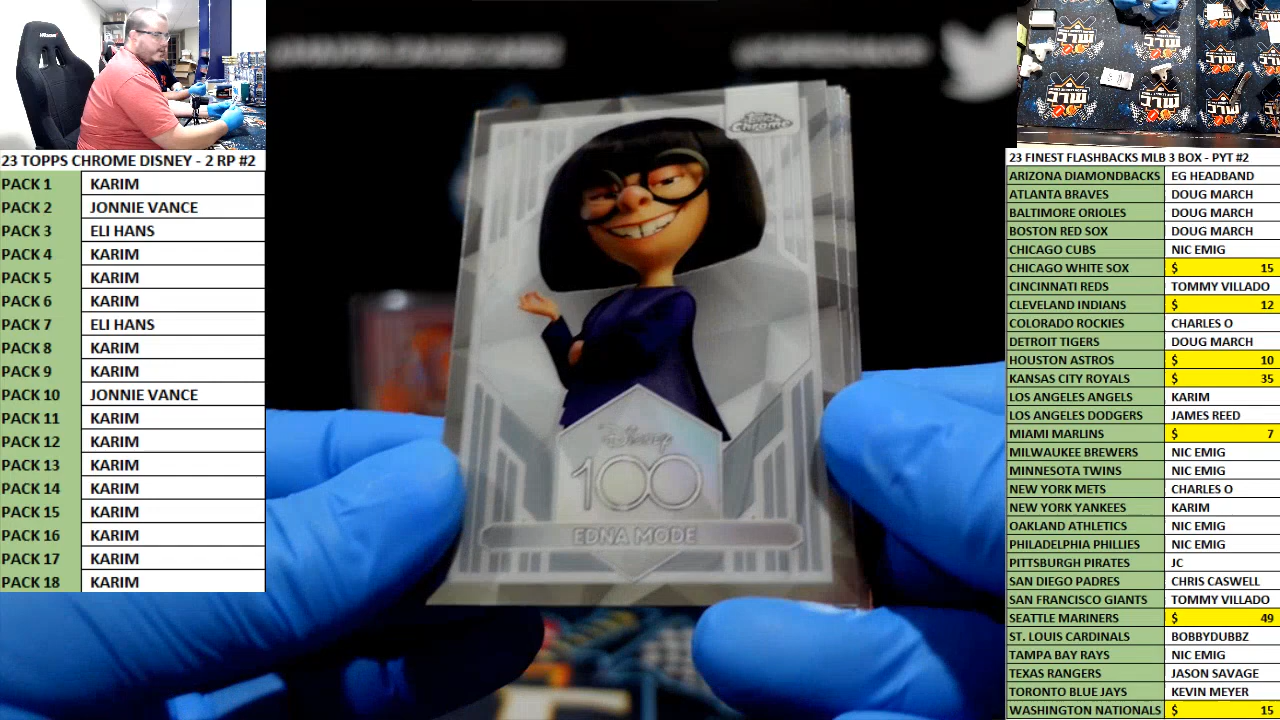 23 TOPPS CHROME DISNEY - 2 RP #2
PACK 1 KARIM
PACK 2 JONNIE VANCE
PACK 3 ELI HANS
PACK 4 KARIM
PACK 5 KARIM
PACK 6 KARIM
PACK 7 ELI HANS
PACK 8 KARIM
PACK 9 KARIM
PACK 10 JONNIE VANCE
PACK 11 KARIM
PACK 12 KARIM
PACK 13 KARIM
PACK 14 KARIM
PACK 15 KARIM
PACK 16 KARIM
PACK 17 KARIM
PACK 18 KARIM
Topps
Chrome
Disney
100
EDNA MODE
23 FINEST FLASHBACKS MLB 3 BOX - PYT #2
ARIZONA DIAMONDBACKS EG HEADBAND
ATLANTA BRAVES DOUG MARCH
BALTIMORE ORIOLES DOUG MARCH
BOSTON RED SOX DOUG MARCH
CHICAGO CUBS NIC EMIG
CHICAGO WHITE SOX $ 15
CINCINNATI REDS TOMMY VILLADO
CLEVELAND INDIANS $ 12
COLORADO ROCKIES CHARLES O
DETROIT TIGERS DOUG MARCH
HOUSTON ASTROS $ 10
KANSAS CITY ROYALS $ 35
LOS ANGELES ANGELS KARIM
LOS ANGELES DODGERS JAMES REED
MIAMI MARLINS $ 7
MILWAUKEE BREWERS NIC EMIG
MINNESOTA TWINS NIC EMIG
NEW YORK METS CHARLES O
NEW YORK YANKEES KARIM
OAKLAND ATHLETICS NIC EMIG
PHILADELPHIA PHILLIES NIC EMIG
PITTSBURGH PIRATES JC
SAN DIEGO PADRES CHRIS CASWELL
SAN FRANCISCO GIANTS TOMMY VILLADO
SEATTLE MARINERS $ 49
ST. LOUIS CARDINALS BOBBYDUBBZ
TAMPA BAY RAYS NIC EMIG
TEXAS RANGERS JASON SAVAGE
TORONTO BLUE JAYS KEVIN MEYER
WASHINGTON NATIONALS $ 15